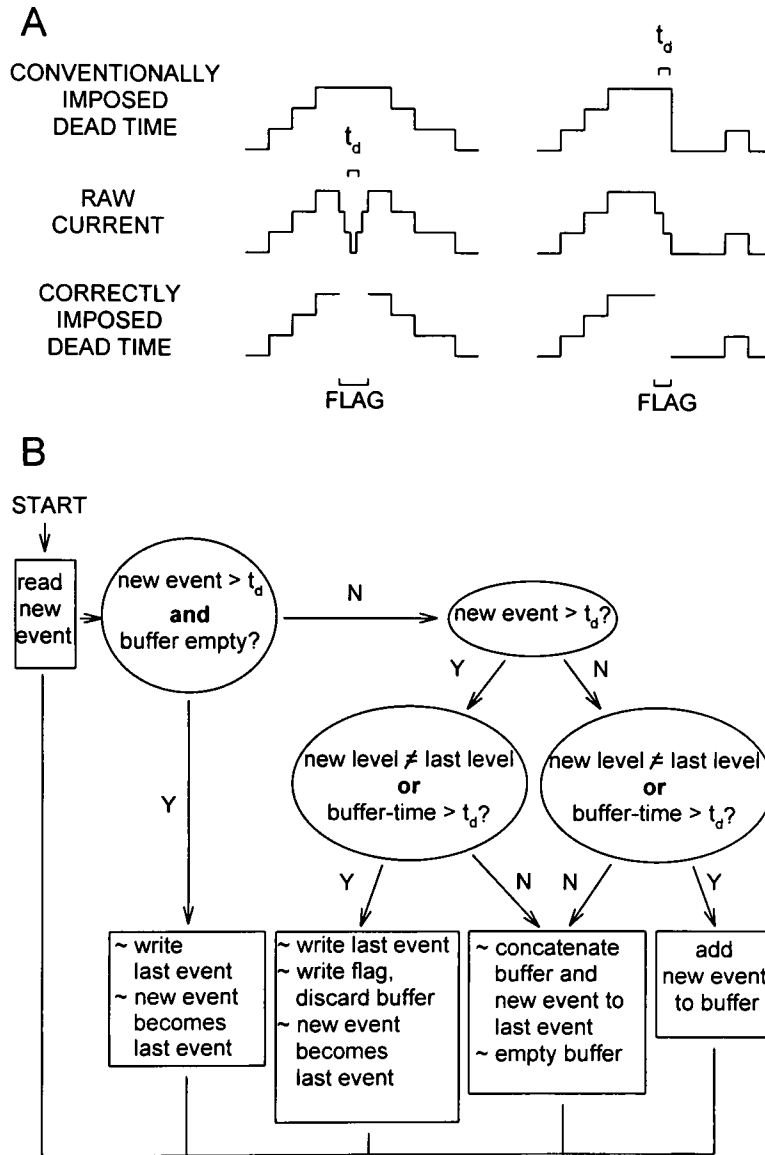 A
t_d
CONVENTIONALLY
IMPOSED
DEAD TIME
t_d
RAW
CURRENT
CORRECTLY
IMPOSED
DEAD TIME
FLAG
FLAG
B
START
read
new
event
new event > t_d
and
buffer empty?
N
new event > t_d?
Y
N
new level ≠ last level
or
buffer-time > t_d?
new level ≠ last level
or
buffer-time > t_d?
Y
Y
N
N
Y
~ write
last event
~ new event
becomes
last event
~ write last event
~ write flag,
discard buffer
~ new event
becomes
last event
~ concatenate
buffer and
new event to
last event
~ empty buffer
add
new event
to buffer